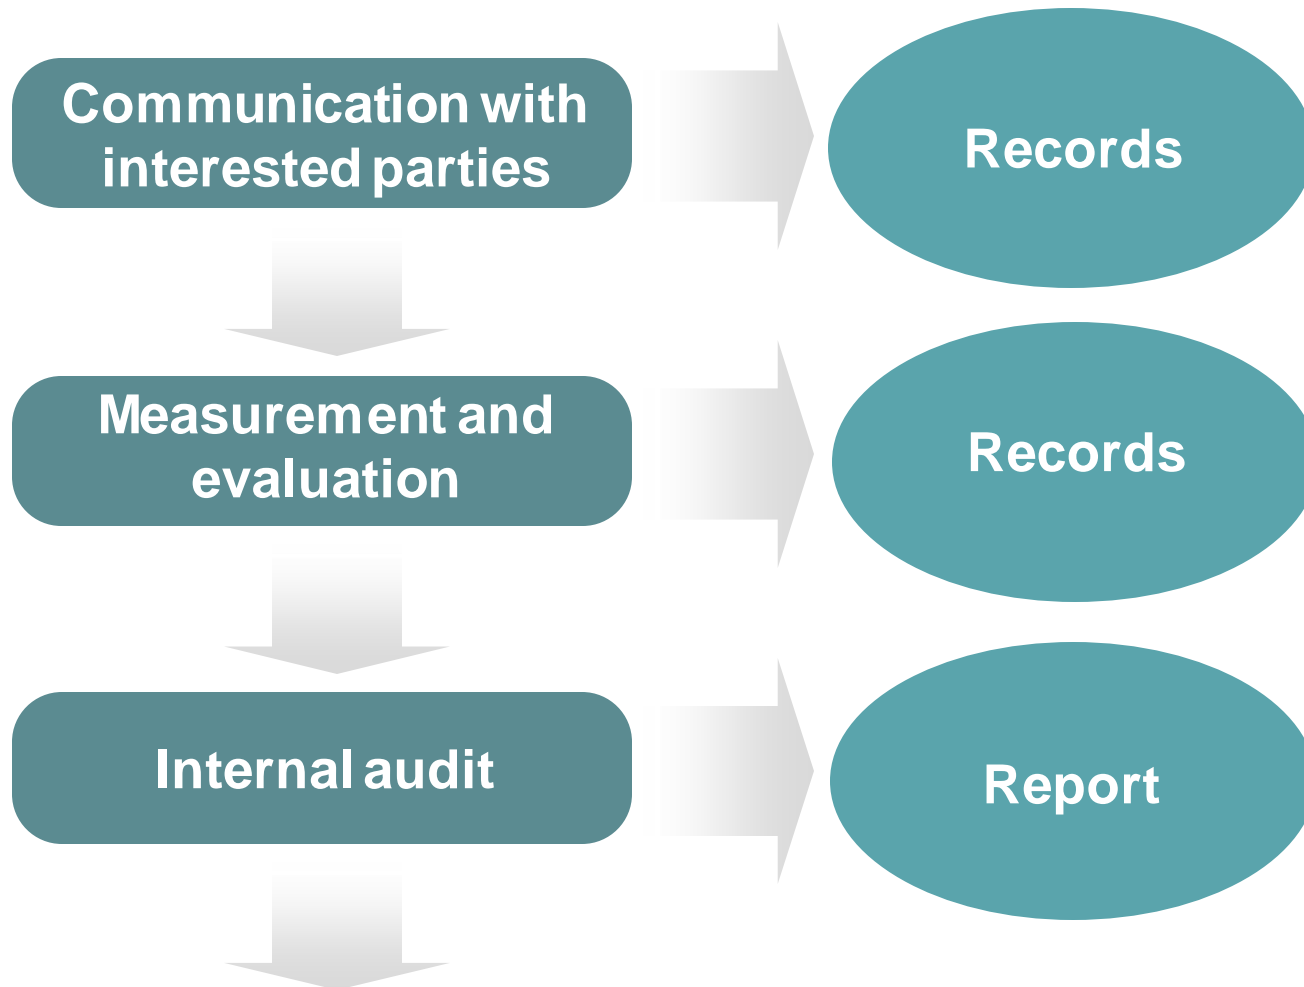 Communication with
interested parties
Records
Measurement and
evaluation
Records
Internal audit
Report